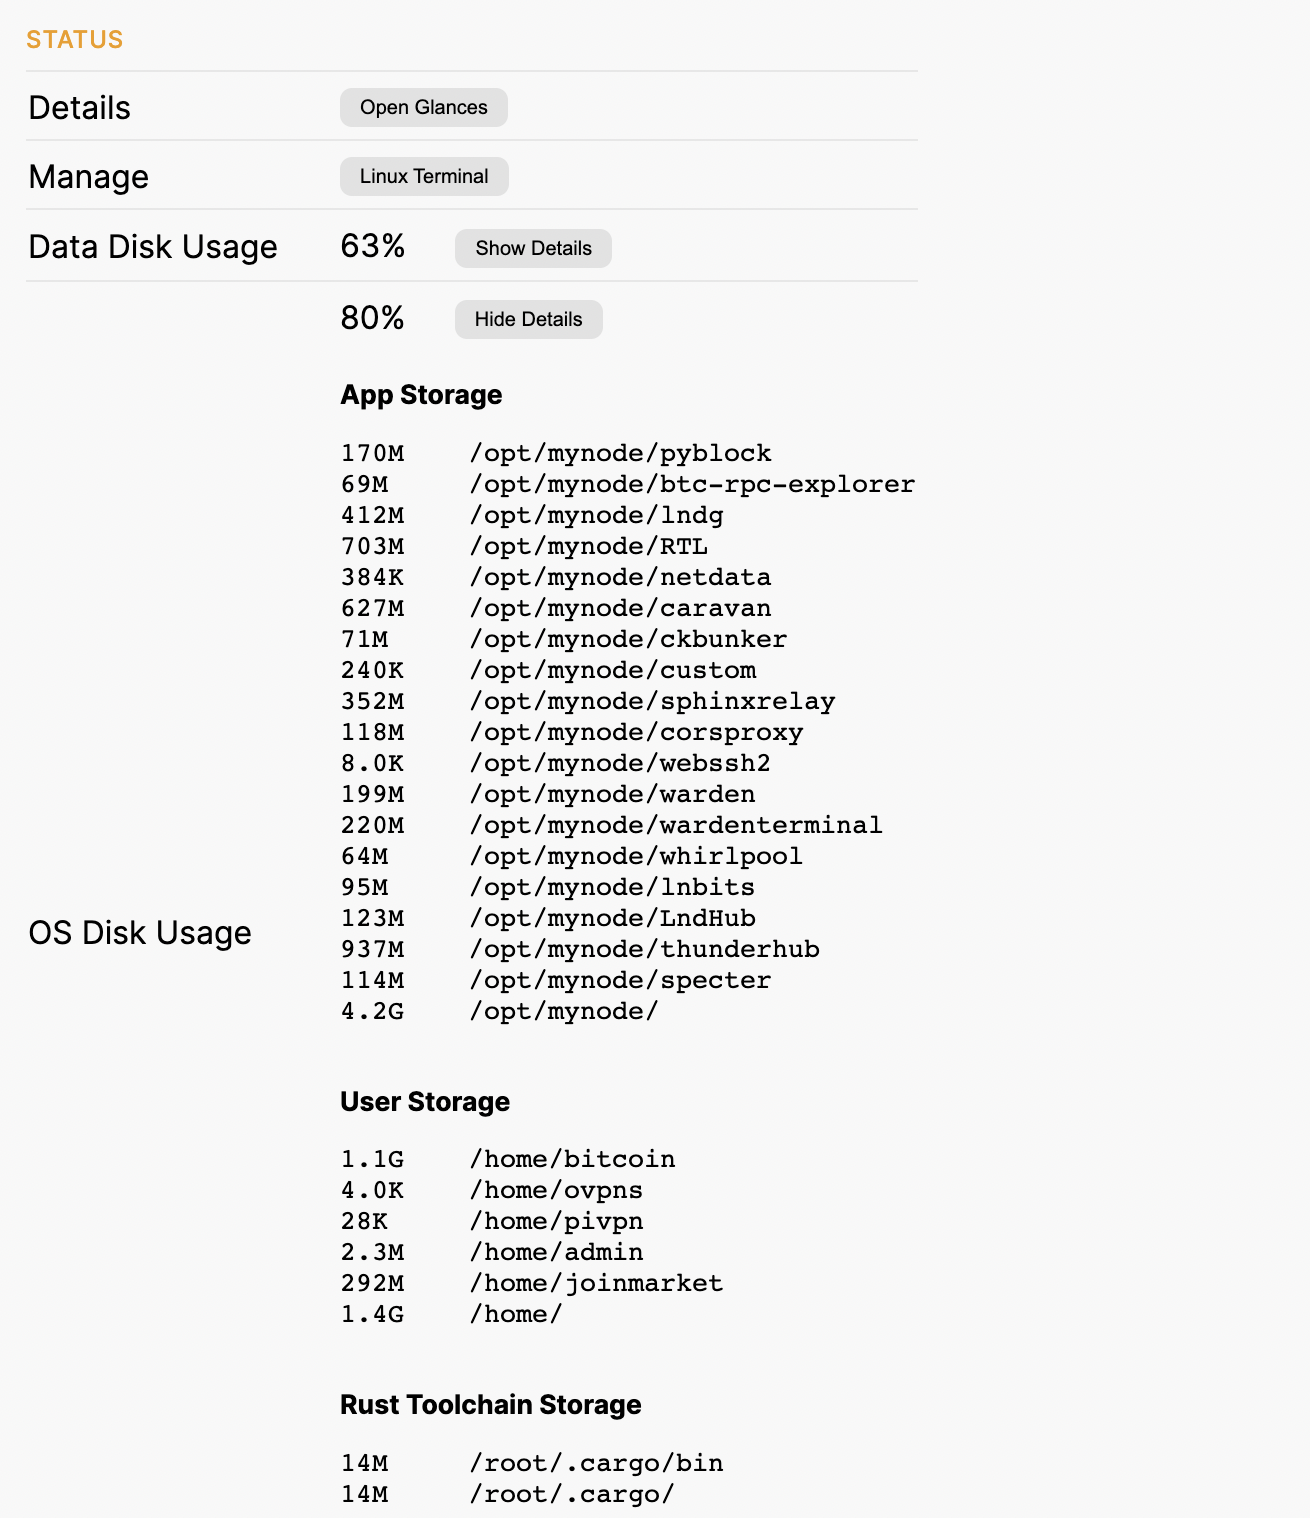 STATUS
Details Open Glances
Manage Linux Terminal
Data Disk Usage 63% Show Details
80% Hide Details
App Storage
170M /opt/mynode/pyblock
69M /opt/mynode/btc-rpc-explorer
412M /opt/mynode/lndg
703M /opt/mynode/RTL
384K /opt/mynode/netdata
627M /opt/mynode/caravan
71M /opt/mynode/ckbunker
240K /opt/mynode/custom
352M /opt/mynode/sphinxrelay
118M /opt/mynode/corsproxy
8.0K /opt/mynode/webssh2
199M /opt/mynode/warden
220M /opt/mynode/wardenterminal
64M /opt/mynode/whirlpool
95M /opt/mynode/lnbits
123M /opt/mynode/LndHub
OS Disk Usage
937M /opt/mynode/thunderhub
114M /opt/mynode/specter
4.2G /opt/mynode/
User Storage
1.1G /home/bitcoin
4.0K /home/ovpns
28K /home/pivpn
2.3M /home/admin
292M /home/joinmarket
1.4G /home/
Rust Toolchain Storage
14M /root/.cargo/bin
14M /root/.cargo/